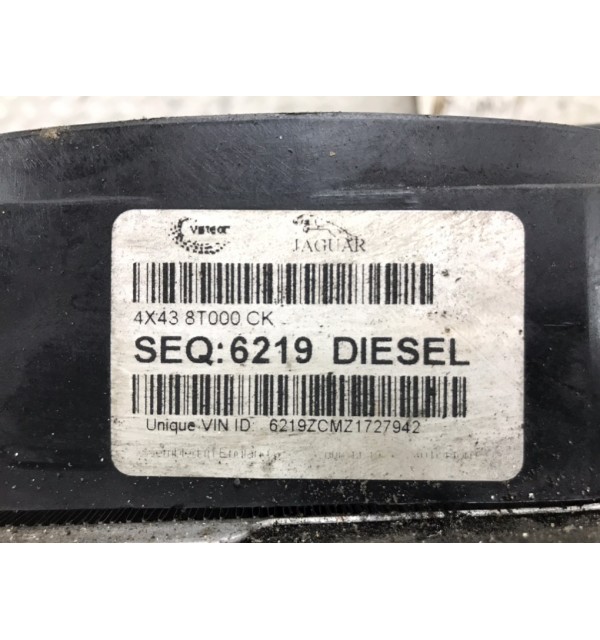 Visteon JAGUAR
4X43 8T000 CK
SEQ:6219 DIESEL
Unique VIN ID: 6219ZCMZ1727942